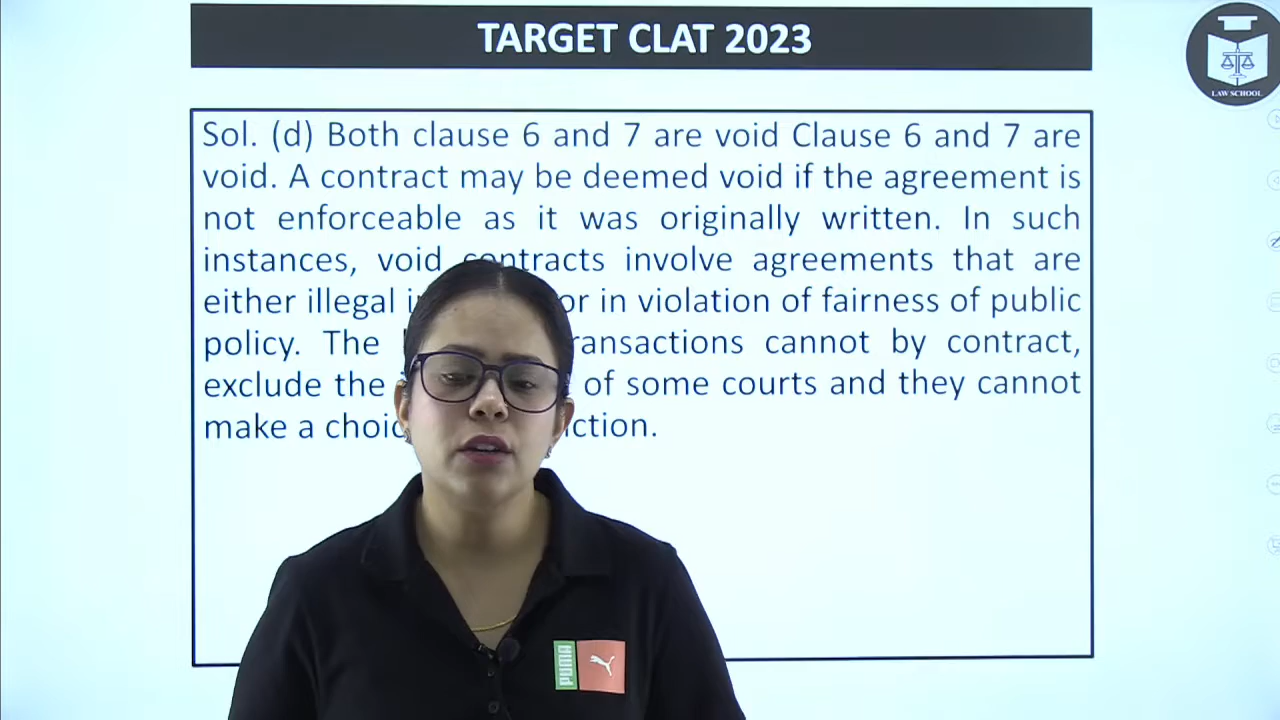 TARGET CLAT 2023
LAW SCHOOL
Sol. (d) Both clause 6 and 7 are void Clause 6 and 7 are
void. A contract may be deemed void if the agreement is
not enforceable as it was originally written. In such
instances, void contracts involve agreements that are
either illegal or in violation of fairness of public
policy. The cannot by contract,
exclude the of some courts and they cannot
make a
PUMA